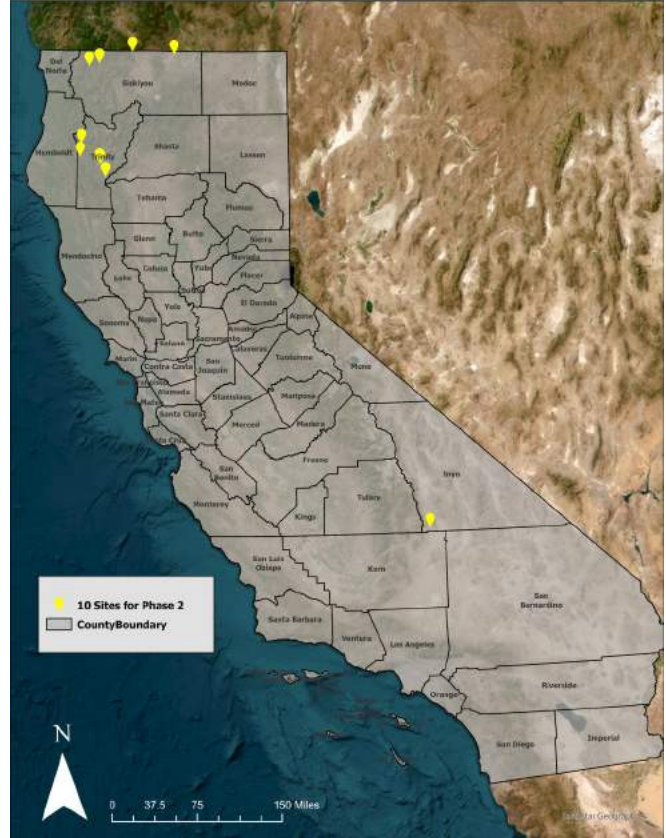 Del
Norte
Siskiyou
Modoc
Humboldt
Trinity
Shasta
Lassen
Tehama
Plumas
Mendocino
Glenn
Butte
Sierra
Nevada
Lake
Colusa
Yuba
Placer
Sutter
Sonoma
Napa
Yolo
El Dorado
Alpine
Amador
Sacramento
Solano
Calaveras
Marin
Contra Costa
San
Joaquin
Tuolumne
Mono
Alameda
Stanislaus
Mariposa
Santa Clara
Merced
Madera
San
Benito
Fresno
Inyo
Monterey
Kings
Tulare
San Luis
Obispo
Kern
San
Bernardino
10 Sites for Phase 2
CountyBoundary
Santa Barbara
Ventura
Los Angeles
Orange
Riverside
San Diego
Imperial
N
0 37.5 75 150 Miles